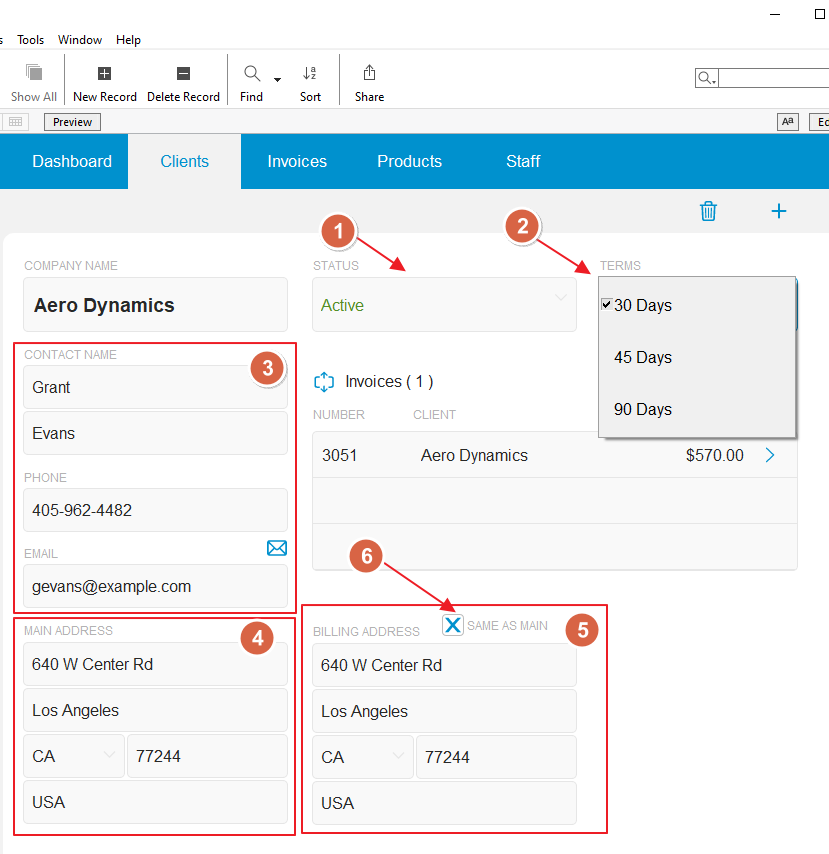 s Tools Window Help
Show All New Record Delete Record Find Sort Share
Preview Aª Ed
Dashboard Clients Invoices Products Staff
1 2
COMPANY NAME STATUS TERMS
Aero Dynamics Active 30 Days
45 Days
90 Days
CONTACT NAME 3
Grant
Evans
PHONE
405-962-4482
EMAIL
gevans@example.com
Invoices ( 1 )
NUMBER CLIENT
3051 Aero Dynamics $570.00
6
MAIN ADDRESS 4
640 W Center Rd
Los Angeles
CA 77244
USA
BILLING ADDRESS X SAME AS MAIN 5
640 W Center Rd
Los Angeles
CA 77244
USA